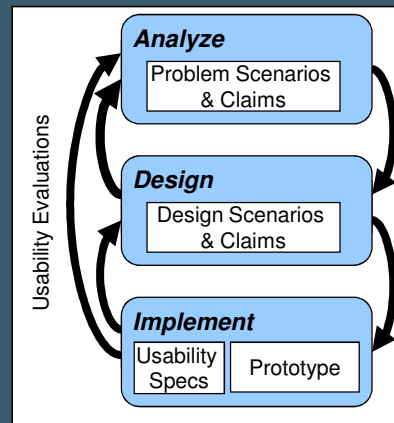 Usability Evaluations
Analyze
Problem Scenarios
& Claims
Design
Design Scenarios
& Claims
Implement
Usability
Specs
Prototype